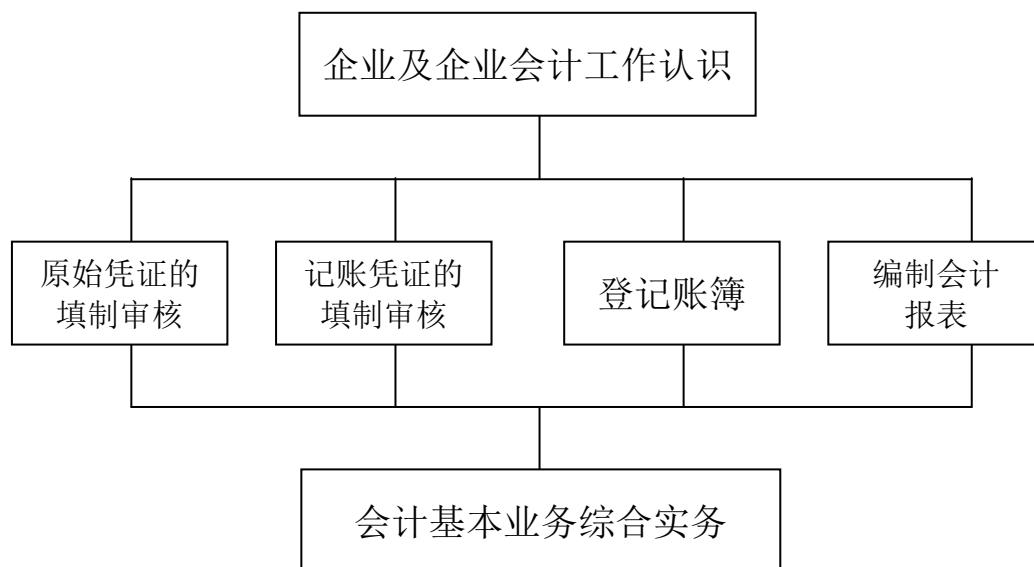 企业及企业会计工作认识
原始凭证的
填制审核
记账凭证的
填制审核
登记账簿
编制会计
报表
会计基本业务综合实务